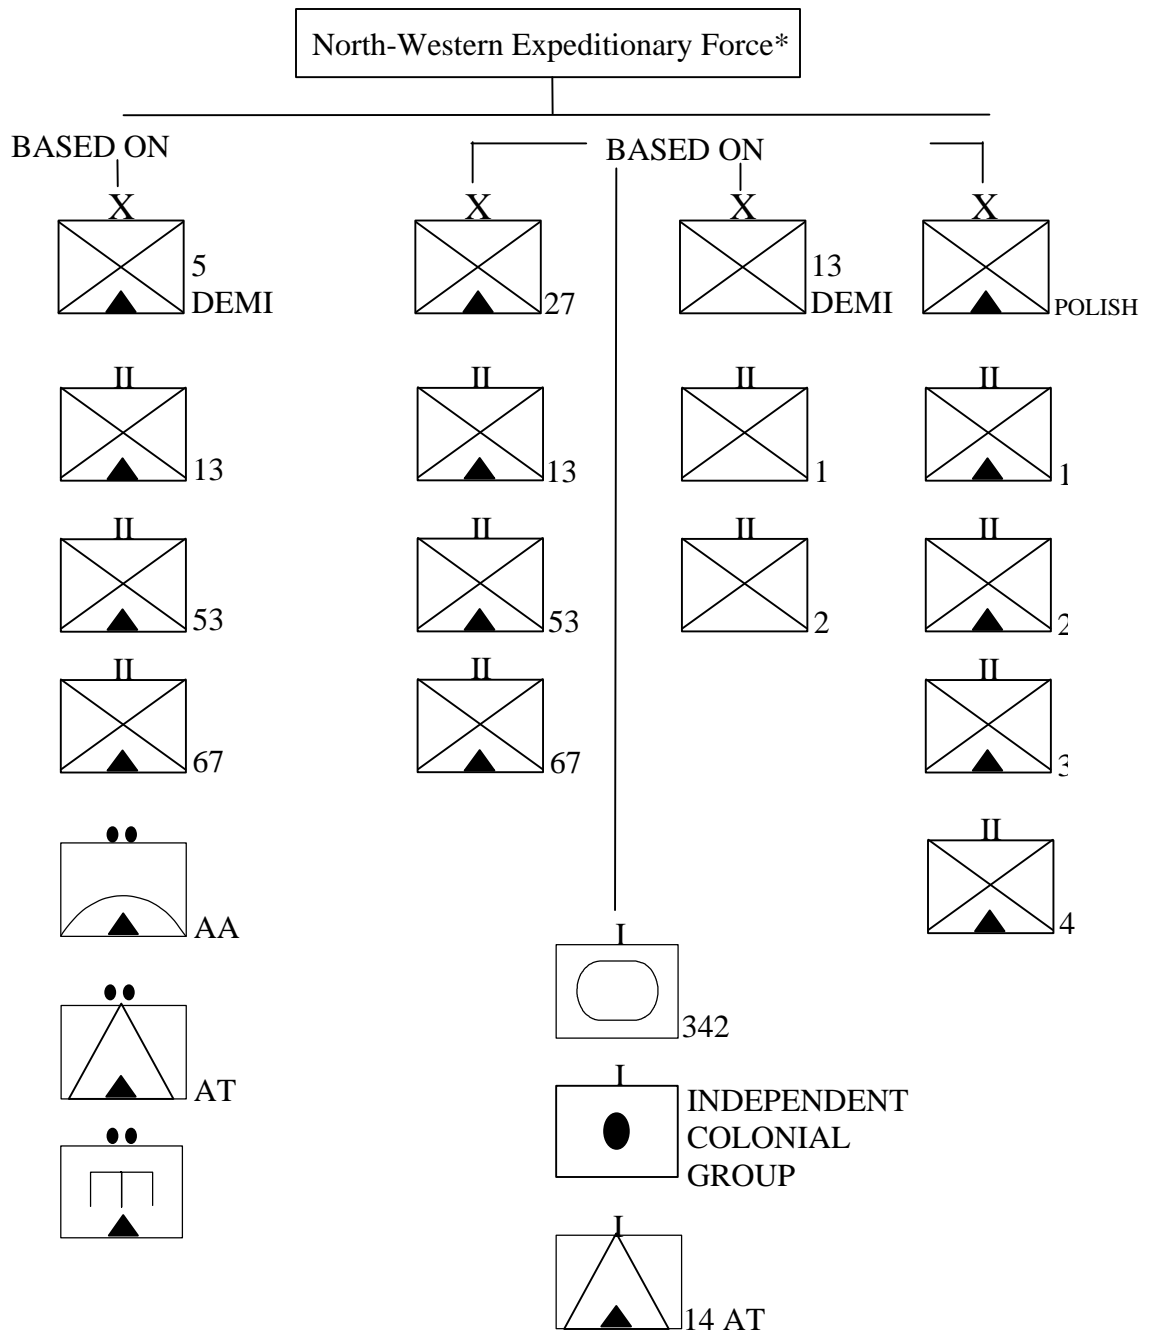 North-Western Expeditionary Force*
BASED ON
BASED ON
X
X
X
X
5
DEMI
27
13
DEMI
POLISH
II
II
II
II
13
13
1
1
II
II
II
II
53
53
2
2
II
II
II
67
67
3
II
4
AA
I
342
AT
I
INDEPENDENT
COLONIAL
GROUP
I
14 AT